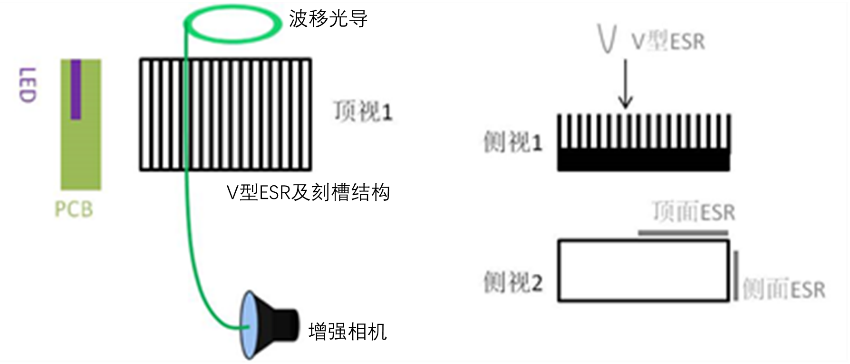 波移光导
LED
顶视1
PCB
V型ESR及刻槽结构
增强相机
V型ESR
侧视1
顶面ESR
侧视2
侧面ESR